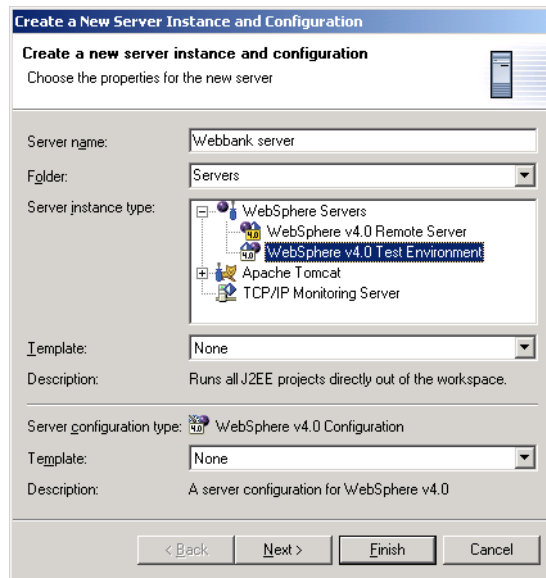 Create a New Server Instance and Configuration
Create a new server instance and configuration
Choose the properties for the new server
Server name: Webbank server
Folder: Servers
Server instance type: WebSphere Servers
WebSphere v4.0 Remote Server
WebSphere v4.0 Test Environment
Apache Tomcat
TCP/IP Monitoring Server
Template: None
Description: Runs all J2EE projects directly out of the workspace.
Server configuration type: WebSphere v4.0 Configuration
Template: None
Description: A server configuration for WebSphere v4.0
< Back Next > Finish Cancel